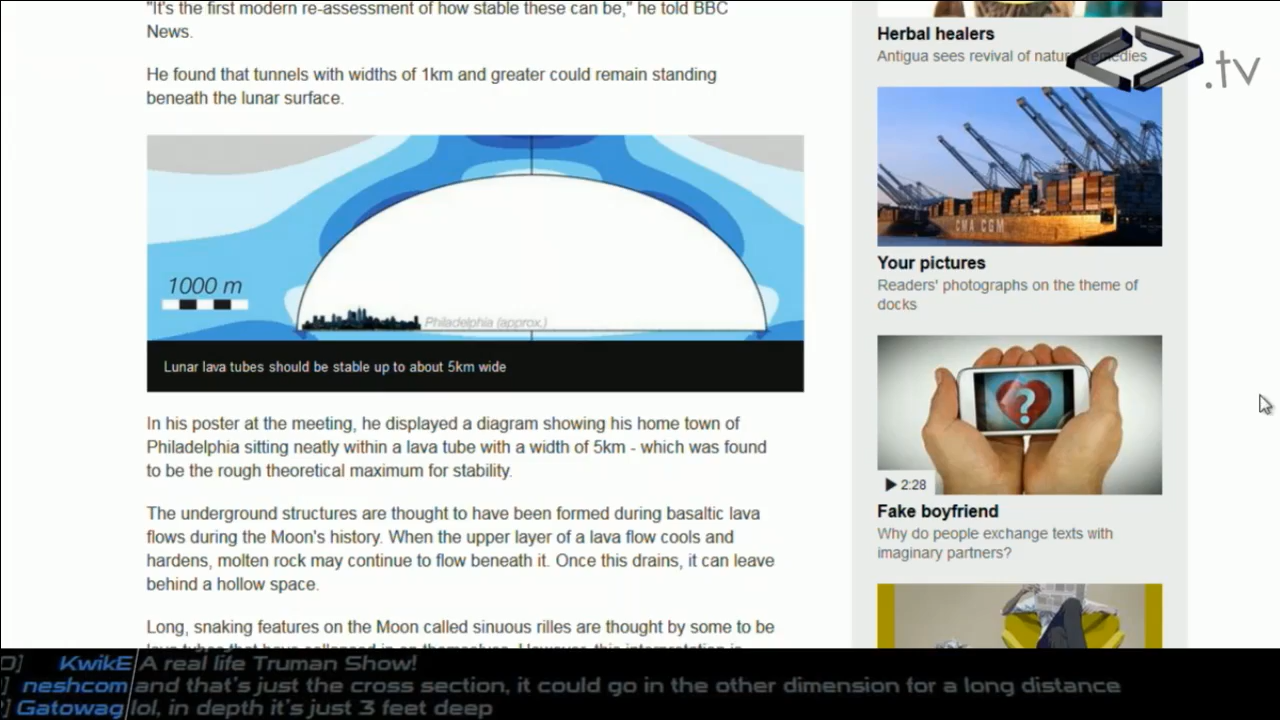 "It's the first modern re-assessment of how stable these can be," he told BBC
News.
He found that tunnels with widths of 1km and greater could remain standing
beneath the lunar surface.
1000 m
Philadelphia (approx.)
Lunar lava tubes should be stable up to about 5km wide
In his poster at the meeting, he displayed a diagram showing his home town of
Philadelphia sitting neatly within a lava tube with a width of 5km - which was found
to be the rough theoretical maximum for stability.
The underground structures are thought to have been formed during basaltic lava
flows during the Moon's history. When the upper layer of a lava flow cools and
hardens, molten rock may continue to flow beneath it. Once this drains, it can leave
behind a hollow space.
Long, snaking features on the Moon called sinuous rilles are thought by some to be
Herbal healers
Antigua sees revival of natural remedies
.tv
CMA CGM
Your pictures
Readers' photographs on the theme of
docks
?
2:28
Fake boyfriend
Why do people exchange texts with
imaginary partners?
KwikE A real life Truman Show!
] neshcom and that's just the cross section, it could go in the other dimension for a long distance
] Gatowag lol, in depth it's just 3 feet deep